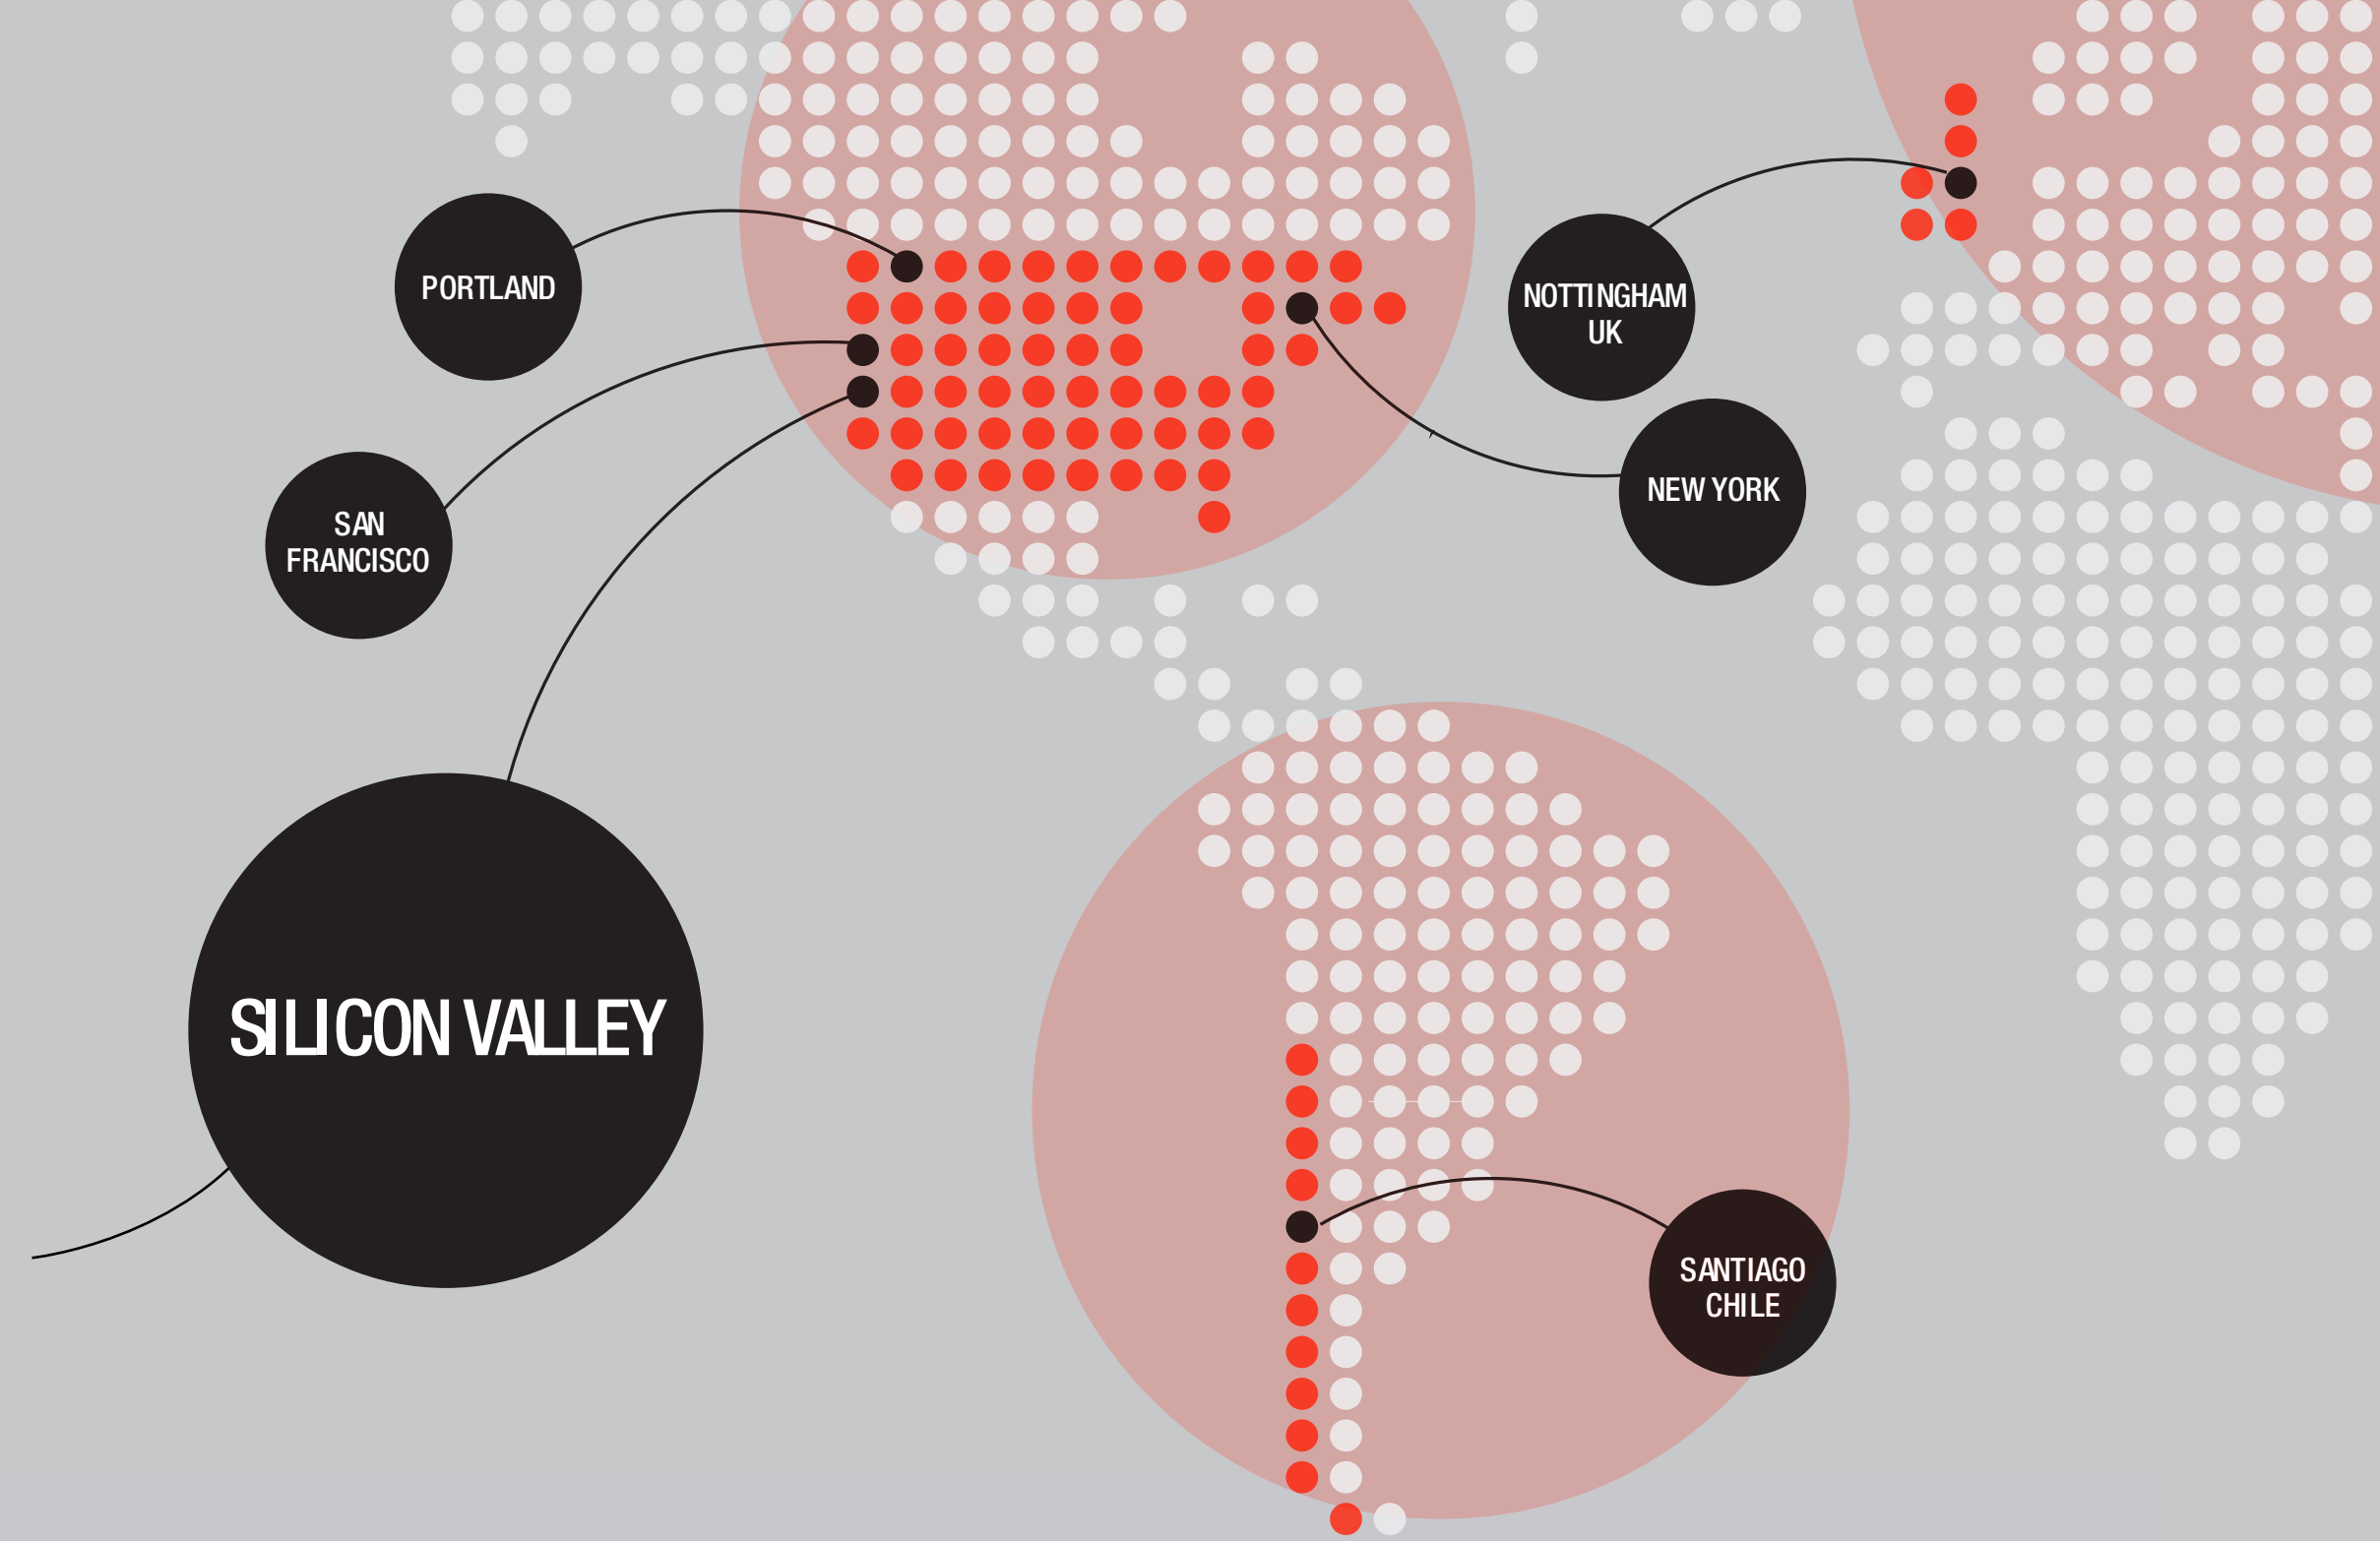 PORTLAND
NOTTINGHAM
UK
NEW YORK
SAN
FRANCISCO
SILICON VALLEY
SANTIAGO
CHILE